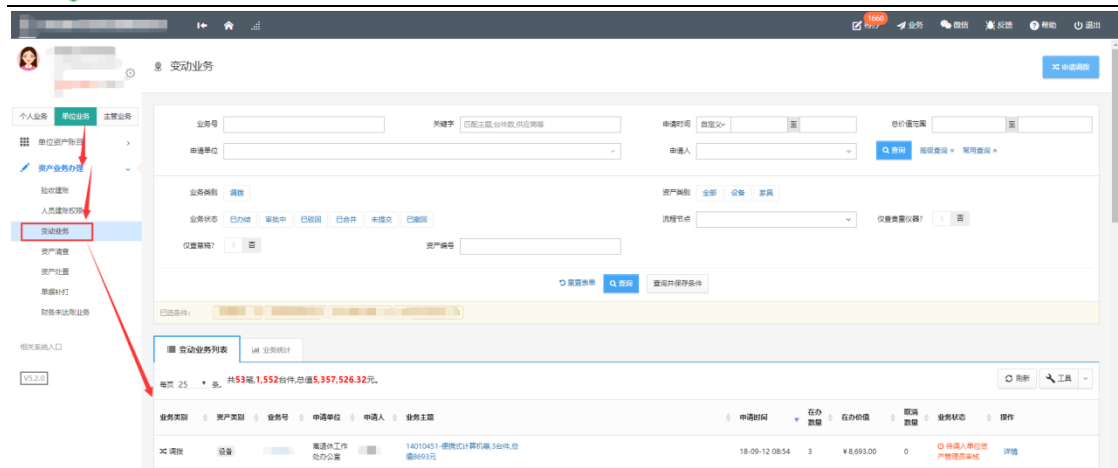 1660
待办 业务 微信 反馈 帮助 退出
变动业务
申请调拨
个人业务 单位业务 主管业务
单位资产账目
资产业务办理
验收建账
人员建账权限
变动业务
资产清查
资产处置
单据补打
财务未达账业务
相关系统入口
V5.2.0
业务号 关键字 匹配主题,台件数,供应商等 申请时间 自定义 至 总价值范围 至
申请单位 申请人 查询 高级查询 常用查询
业务类别 调拨 资产类别 全部 设备 家具
业务状态 已办结 审批中 已驳回 已合并 未提交 已撤回 流程节点 仅查贵重仪器? 否
仅查草稿? 否 资产编号
重置表单 查询 查询并保存条件
已选条件:
变动业务列表 业务统计
每页 25 条, 共53笔,1,552台件,总值5,357,526.32元。 刷新 工具
业务类别 资产类别 业务号 申请单位 申请人 业务主题 申请时间 在办数量 在办价值 取消数量 业务状态 操作
调拨 设备 离退休工作处办公室 14010451-便携式计算机等,3台件,总值8693元 18-09-12 08:54 3 ¥8,693.00 0 待调入单位资产管理员审核 详情